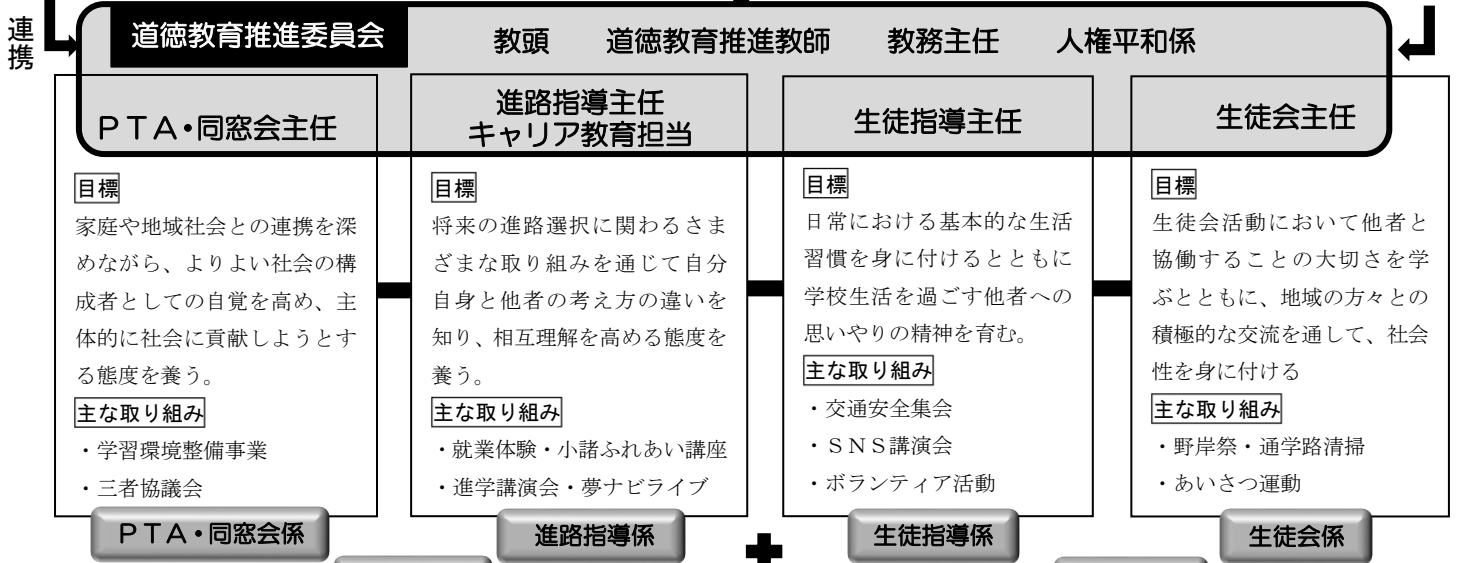 連携
道徳教育推進委員会 教頭 道徳教育推進教師 教務主任 人権平和係
ＰＴＡ・同窓会主任
目標
家庭や地域社会との連携を深
めながら、よりよい社会の構
成者としての自覚を高め、主
体的に社会に貢献しようとす
る態度を養う。
主な取り組み
・学習環境整備事業
・三者協議会
ＰＴＡ・同窓会係
進路指導主任
キャリア教育担当
目標
将来の進路選択に関わるさま
ざまな取り組みを通じて自分
自身と他者の考え方の違いを
知り、相互理解を高める態度を
養う。
主な取り組み
・就業体験・小諸ふれあい講座
・進学講演会・夢ナビライブ
進路指導係
生徒指導主任
目標
日常における基本的な生活
習慣を身に付けるとともに
学校生活を過ごす他者への
思いやりの精神を育む。
主な取り組み
・交通安全集会
・ＳＮＳ講演会
・ボランティア活動
生徒指導係
生徒会主任
目標
生徒会活動において他者と
協働することの大切さを学
ぶとともに、地域の方々との
積極的な交流を通して、社会
性を身に付ける
主な取り組み
・野岸祭・通学路清掃
・あいさつ運動
生徒会係